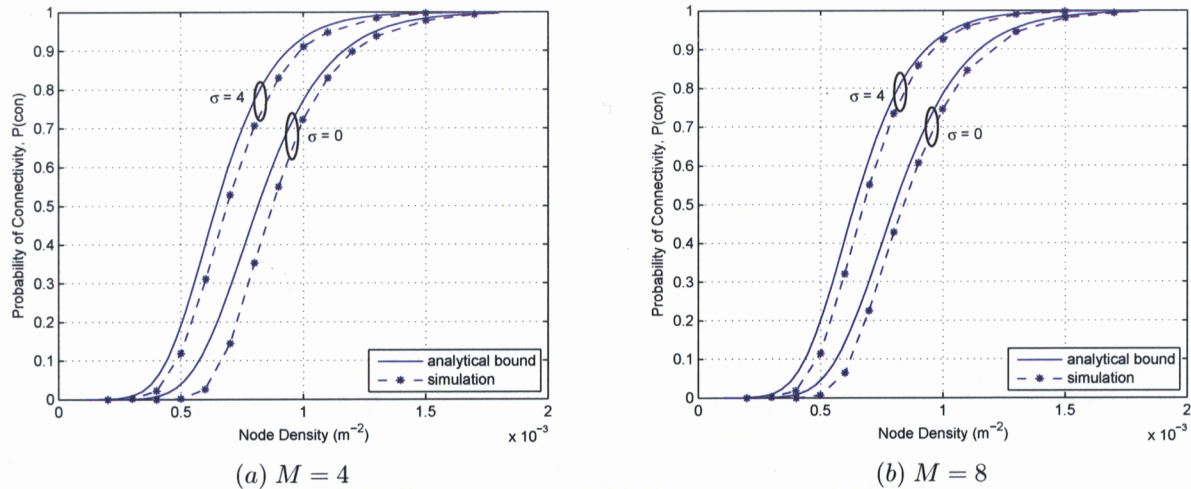 1
0.9
0.8
0.7
0.6
0.5
0.4
0.3
0.2
0.1
0
Probability of Connectivity, P(con)
σ = 4
σ = 0
analytical bound
simulation
0
0.5
1
1.5
2
x 10⁻³
Node Density (m⁻²)
(a) M = 4
1
0.9
0.8
0.7
0.6
0.5
0.4
0.3
0.2
0.1
0
Probability of Connectivity, P(con)
σ = 4
σ = 0
analytical bound
simulation
0
0.5
1
1.5
2
x 10⁻³
Node Density (m⁻²)
(b) M = 8